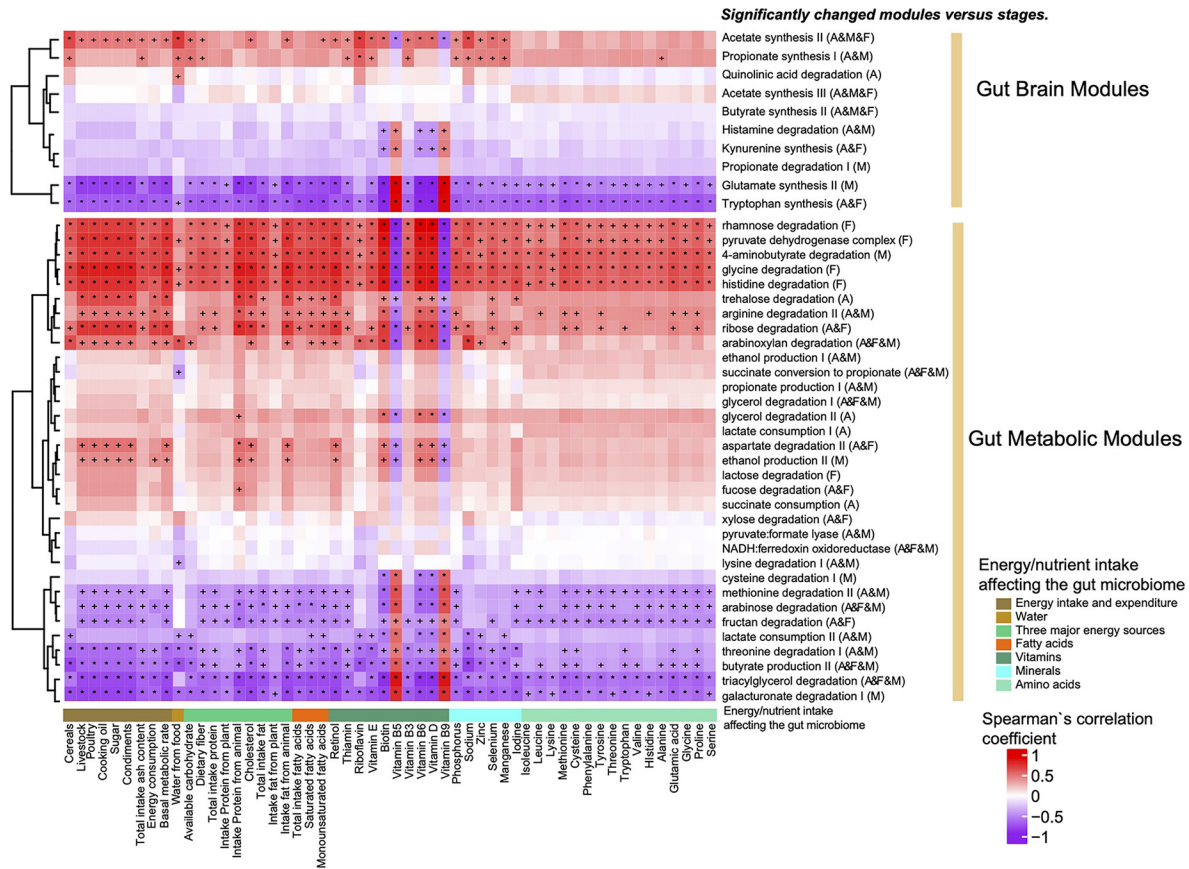 Significantly changed modules versus stages.
Acetate synthesis II (A&M&F)
Propionate synthesis I (A&M)
Quinolinic acid degradation (A)
Acetate synthesis III (A&M&F)
Butyrate synthesis II (A&M&F)
Histamine degradation (A&M)
Kynurenine synthesis (A&F)
Propionate degradation I (M)
Glutamate synthesis II (M)
Tryptophan synthesis (A&F)
Gut Brain Modules
rhamnose degradation (F)
pyruvate dehydrogenase complex (F)
4-aminobutyrate degradation (M)
glycine degradation (F)
histidine degradation (F)
trehalose degradation (A)
arginine degradation II (A&M)
ribose degradation (A&F)
arabinoxylan degradation (A&F&M)
ethanol production I (A&M)
succinate conversion to propionate (A&F&M)
propionate production I (A&M)
glycerol degradation I (A&F&M)
glycerol degradation II (A)
lactate consumption I (A)
aspartate degradation II (A&F)
ethanol production II (M)
lactose degradation (F)
fucose degradation (A&F)
succinate consumption (A)
xylose degradation (A&F)
pyruvate:formate lyase (A&M)
NADH:ferredoxin oxidoreductase (A&F&M)
lysine degradation I (A&M)
cysteine degradation I (M)
methionine degradation II (A&M)
arabinose degradation (A&F&M)
fructan degradation (A&F)
lactate consumption II (A&M)
threonine degradation I (A&M)
butyrate production II (A&F&M)
triacylglycerol degradation (A&F&M)
galacturonate degradation I (M)
Gut Metabolic Modules
Energy/nutrient intake
affecting the gut microbiome
Cereals
Livestock
Poultry
Cooking oil
Sugar
Condiments
Total intake ash content
Energy consumption
Basal metabolic rate
Water from food
Available carbohydrate
Dietary fiber
Total intake protein
Intake Protein from plant
Intake Protein from animal
Cholesterol
Total intake fat
Intake fat from plant
Intake fat from animal
Total intake fatty acids
Saturated fatty acids
Monounsaturated fatty acids
Retinol
Thiamin
Riboflavin
Vitamin E
Biotin
Vitamin B5
Vitamin B3
Vitamin B6
Vitamin D
Vitamin B9
Phosphorus
Sodium
Zinc
Selenium
Manganese
Iodine
Isoleucine
Leucine
Lysine
Methionine
Cysteine
Phenylalanine
Tyrosine
Threonine
Tryptophan
Valine
HIstidine
Alanine
Glutamic acid
Glycine
Proline
Serine
Energy/nutrient intake
affecting the gut microbiome
Energy intake and expenditure
Water
Three major energy sources
Fatty acids
Vitamins
Minerals
Amino acids
Spearman`s correlation
coefficient
1
0.5
0
−0.5
−1